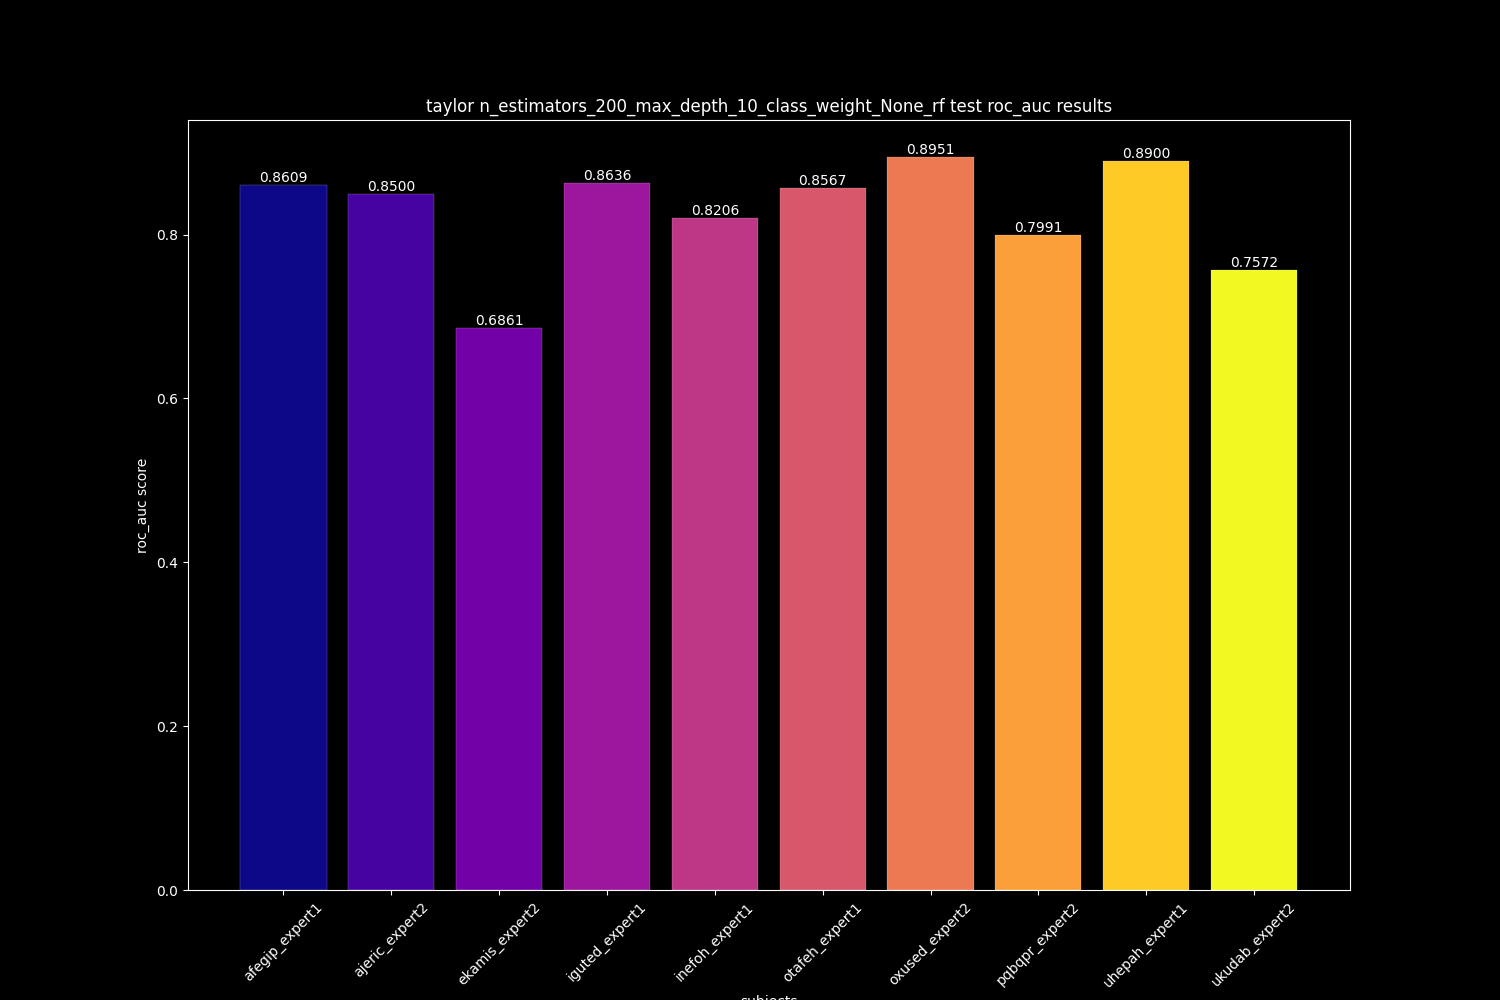 taylor n_estimators_200_max_depth_10_class_weight_None_rf test roc_auc results
0.8609
0.8500
0.6861
0.8636
0.8206
0.8567
0.8951
0.7991
0.8900
0.7572
roc_auc score
0.8
0.6
0.4
0.2
0.0
afegip_expert1
ajeric_expert2
ekamis_expert2
iguted_expert1
inefoh_expert1
otafeh_expert1
oxused_expert2
pqbqpr_expert2
uhepah_expert1
ukudab_expert2
subjects